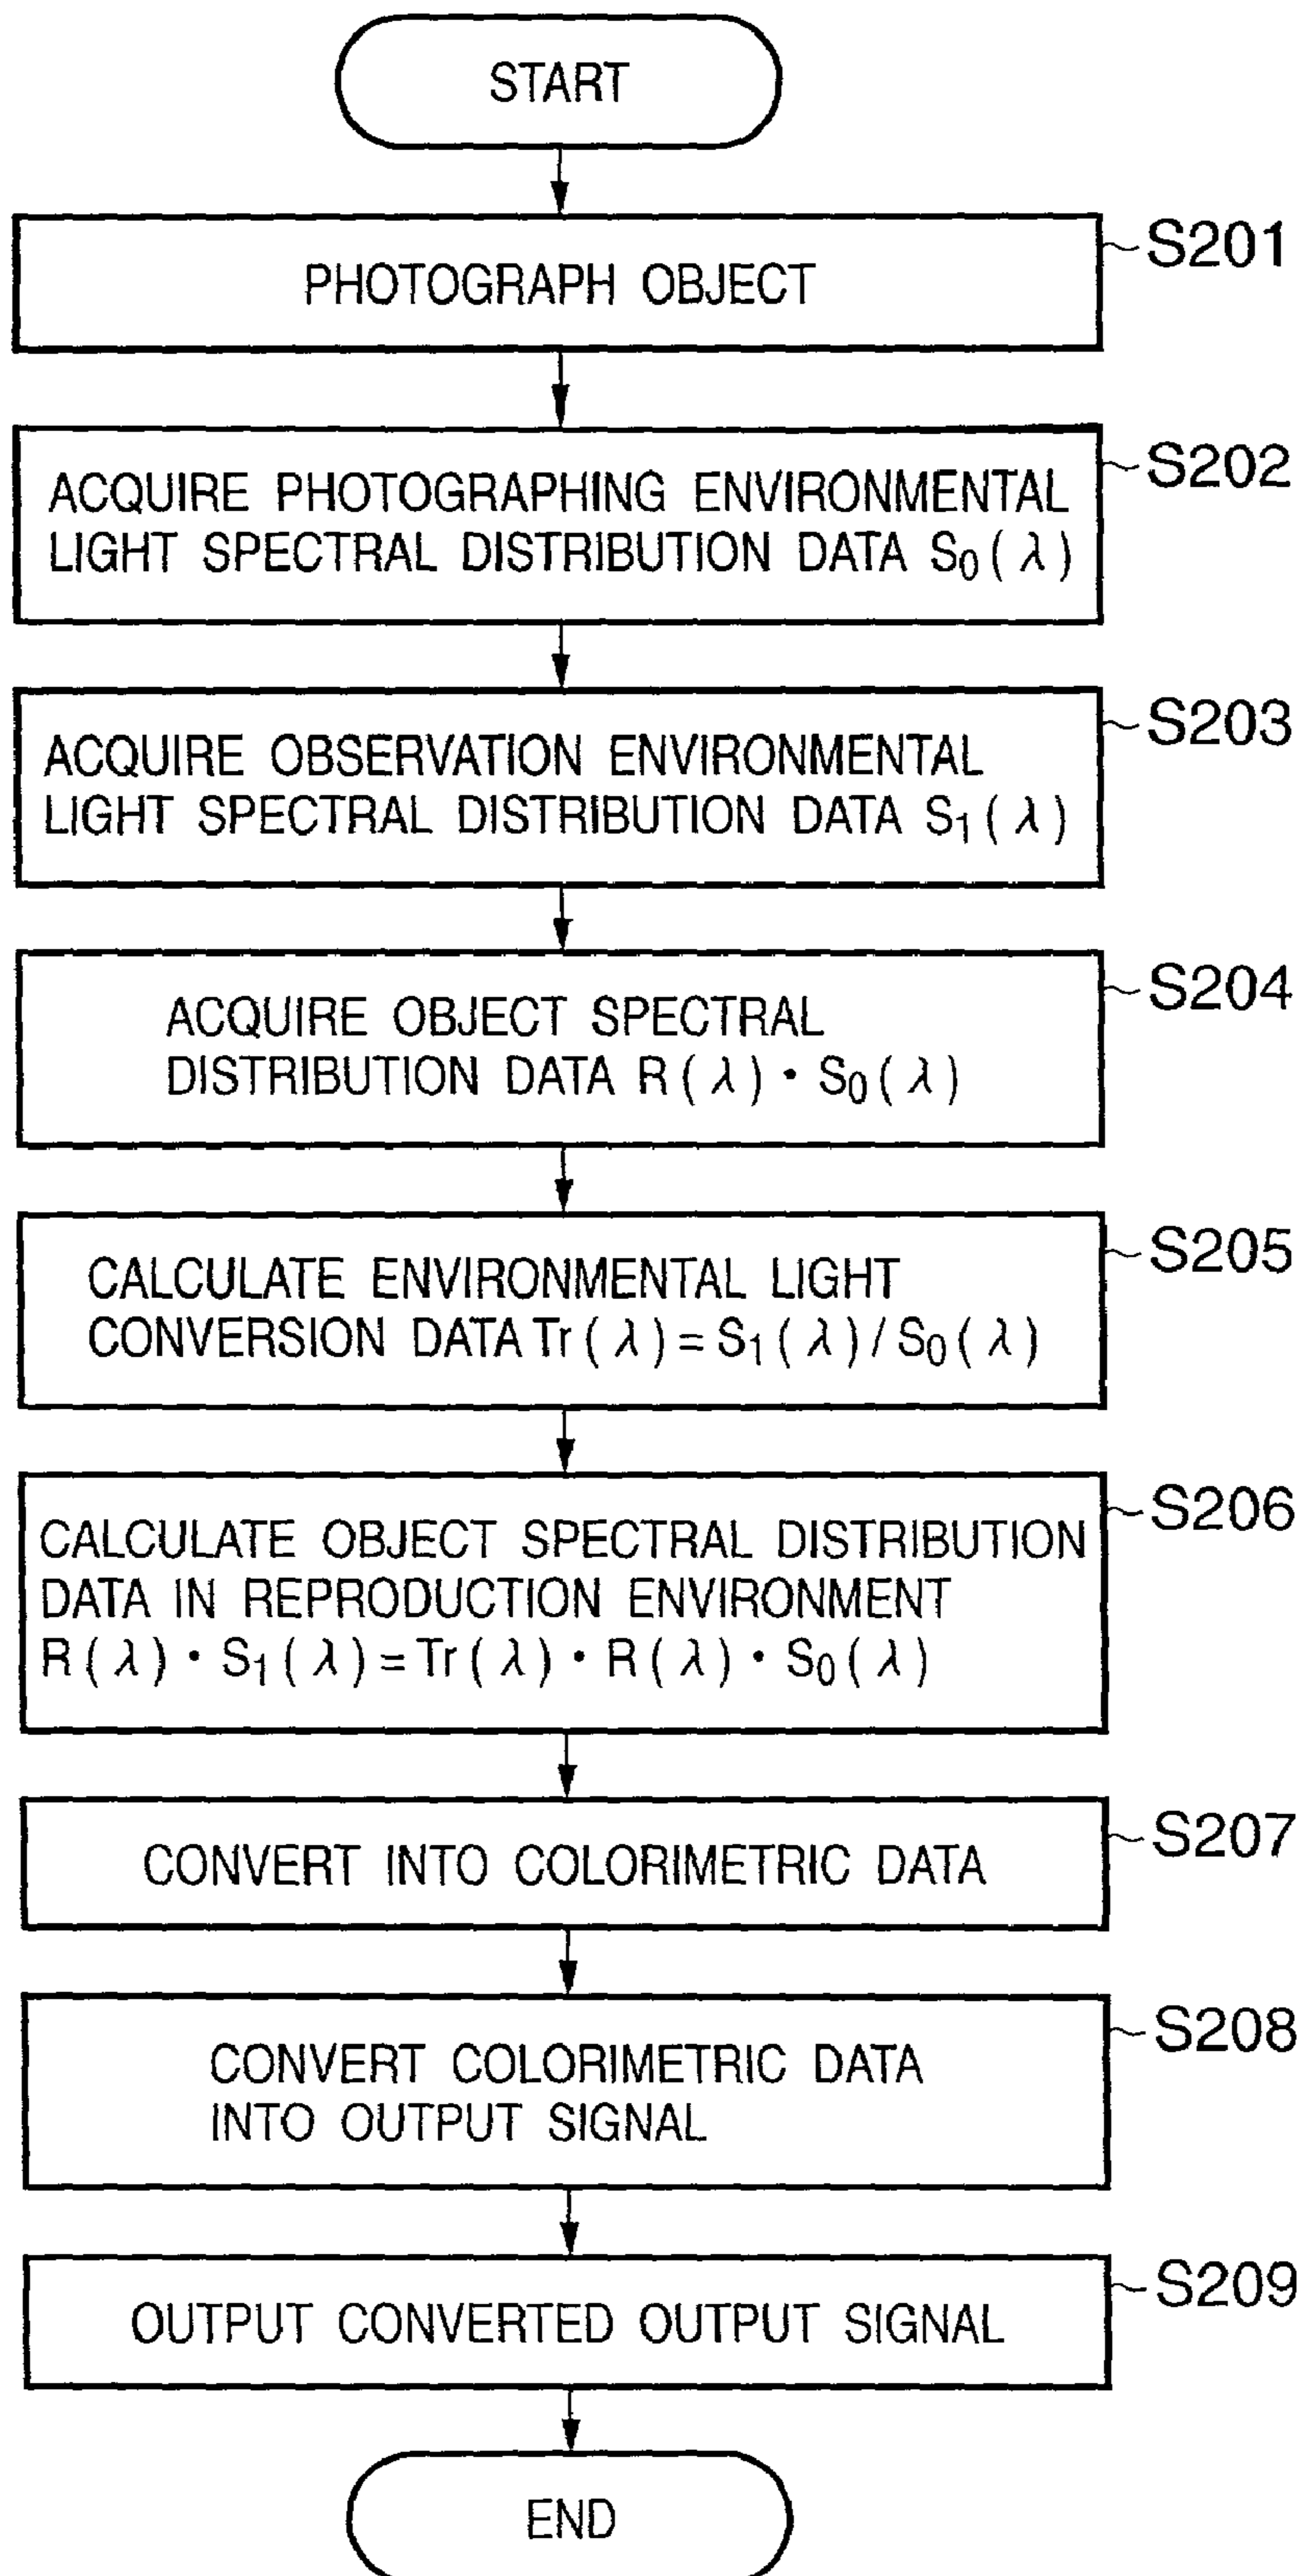 START
PHOTOGRAPH OBJECT
S201
ACQUIRE PHOTOGRAPHING ENVIRONMENTAL
LIGHT SPECTRAL DISTRIBUTION DATA S₀(λ)
S202
ACQUIRE OBSERVATION ENVIRONMENTAL
LIGHT SPECTRAL DISTRIBUTION DATA S₁(λ)
S203
ACQUIRE OBJECT SPECTRAL
DISTRIBUTION DATA R(λ)・S₀(λ)
S204
CALCULATE ENVIRONMENTAL LIGHT
CONVERSION DATA Tr(λ)=S₁(λ)/S₀(λ)
S205
CALCULATE OBJECT SPECTRAL DISTRIBUTION
DATA IN REPRODUCTION ENVIRONMENT
R(λ)・S₁(λ)=Tr(λ)・R(λ)・S₀(λ)
S206
CONVERT INTO COLORIMETRIC DATA
S207
CONVERT COLORIMETRIC DATA
INTO OUTPUT SIGNAL
S208
OUTPUT CONVERTED OUTPUT SIGNAL
S209
END